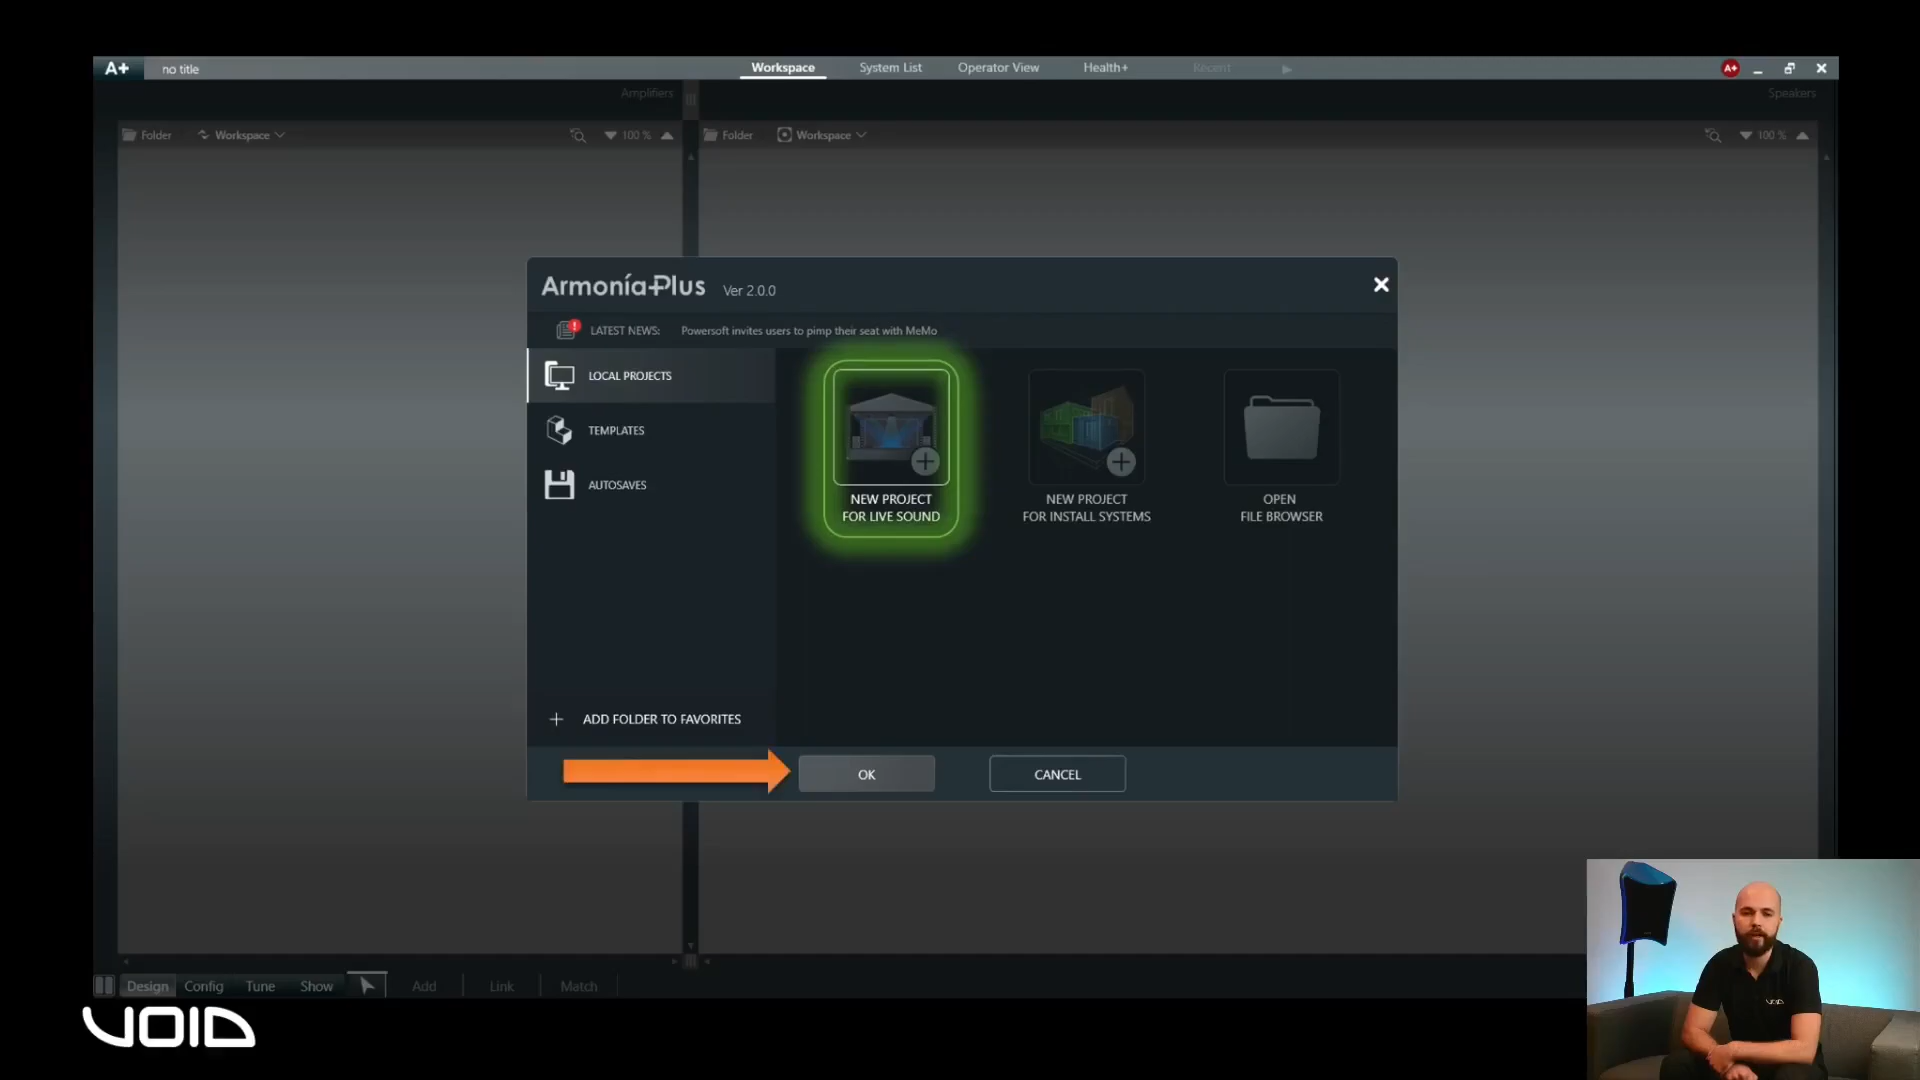 A+ no title Workspace System List Operator View Health+ Recent A+
Amplifiers Speakers
Folder Workspace 100 % Folder Workspace 100 %
ArmoníaPlus Ver 2.0.0
LATEST NEWS: Powersoft invites users to pimp their seat with MeMo
LOCAL PROJECTS
TEMPLATES
AUTOSAVES
NEW PROJECT
FOR LIVE SOUND
NEW PROJECT
FOR INSTALL SYSTEMS
OPEN
FILE BROWSER
+ ADD FOLDER TO FAVORITES
OK CANCEL
Design Config Tune Show Add Link Match
VOID
VOID